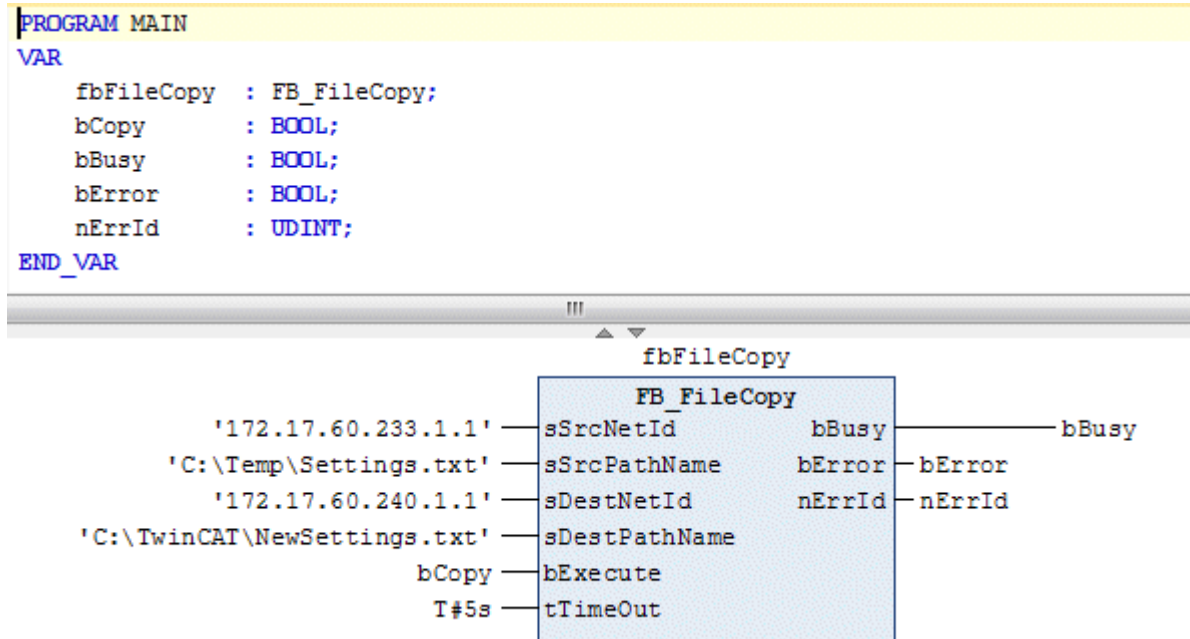 PROGRAM MAIN
VAR
fbFileCopy : FB_FileCopy;
bCopy : BOOL;
bBusy : BOOL;
bError : BOOL;
nErrId : UDINT;
END_VAR
fbFileCopy
FB_FileCopy
'172.17.60.233.1.1' sSrcNetId bBusy bBusy
'C:\Temp\Settings.txt' sSrcPathName bError bError
'172.17.60.240.1.1' sDestNetId nErrId nErrId
'C:\TwinCAT\NewSettings.txt' sDestPathName
bCopy bExecute
T#5s tTimeOut